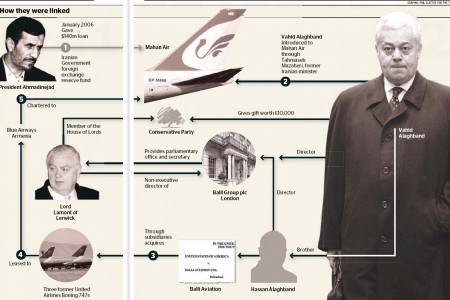 How they were linked
January 2006
Gave
$140m loan
1
Iranian
Government
foreign
exchange
reserve fund
President Ahmadinejad
Mahan Air
EP-MNB
Vahid Alaghband
Introduced to
Mahan Air
through
Tahmaseb
Mazaheri, former
Iranian minister
2
5
Chartered to
Member of the
House of Lords
Conservative Party
Gives gift worth £10,000
Vahid
Alaghband
Blue Airways
Armenia
Provides parliamentary
office and secretary
Director
Non-executive
director of
Balli Group plc
London
Director
Lord
Lamont of
Lerwick
Through
subsidiaries
acquires
Brother
4
3
UNITED STATES OF AMERICA
BALLI AVIATION LTD.
Leased to
Three former United
Airlines Boeing 747s
Balli Aviation
Hassan Alaghband